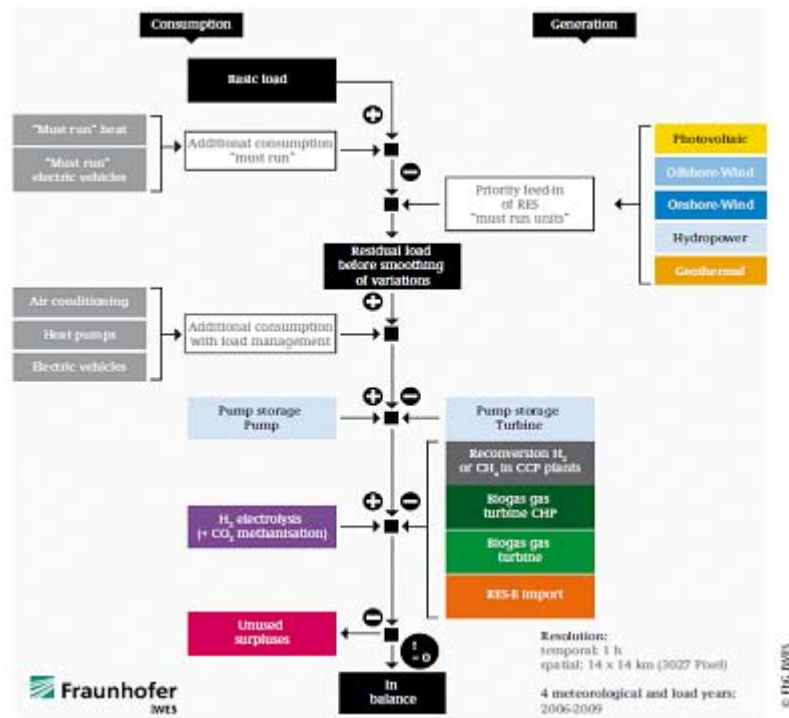 Consumption
Generation
Basic load
"Must run" heat
"Must run"
electric vehicles
Additional consumption
"must run"
Priority feed-in
of RES
"must run units"
Photovoltaic
Offshore-Wind
Onshore-Wind
Hydropower
Geothermal
Residual load
before smoothing
of variations
Air conditioning
Heat pumps
Electric vehicles
Additional consumption
with load management
Pump storage
Pump
Pump storage
Turbine
Reconversion H₂
or CH₄ in CCP plants
Biogas gas
turbine CHP
Biogas gas
turbine
RES-E Import
H₂ electrolysis
(+ CO₂ methanisation)
Unused
surpluses
!
= 0
In
balance
Resolution:
temporal: 1 h
spatial: 14 x 14 km (3027 Pixel)
4 meteorological and load years:
2006-2009
Fraunhofer
IWES
© FhG IWES